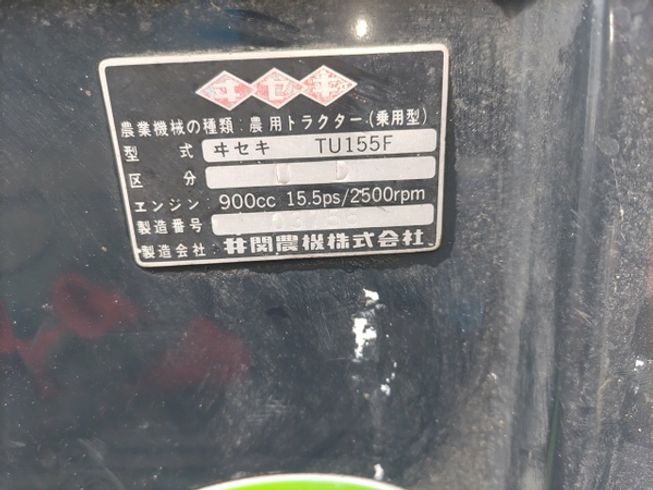 ヰセキ
農業機械の種類:農用トラクター(乗用型)
型式 ヰセキ TU155F
区分 U D
エンジン:900cc 15.5ps/2500rpm
製造番号
製造会社:井関農機株式会社